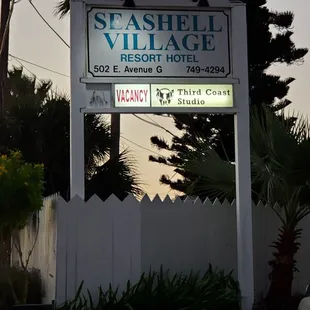 SEASHELL
VILLAGE
RESORT HOTEL
502 E. Avenue G 749-4294
VACANCY Third Coast
Studio